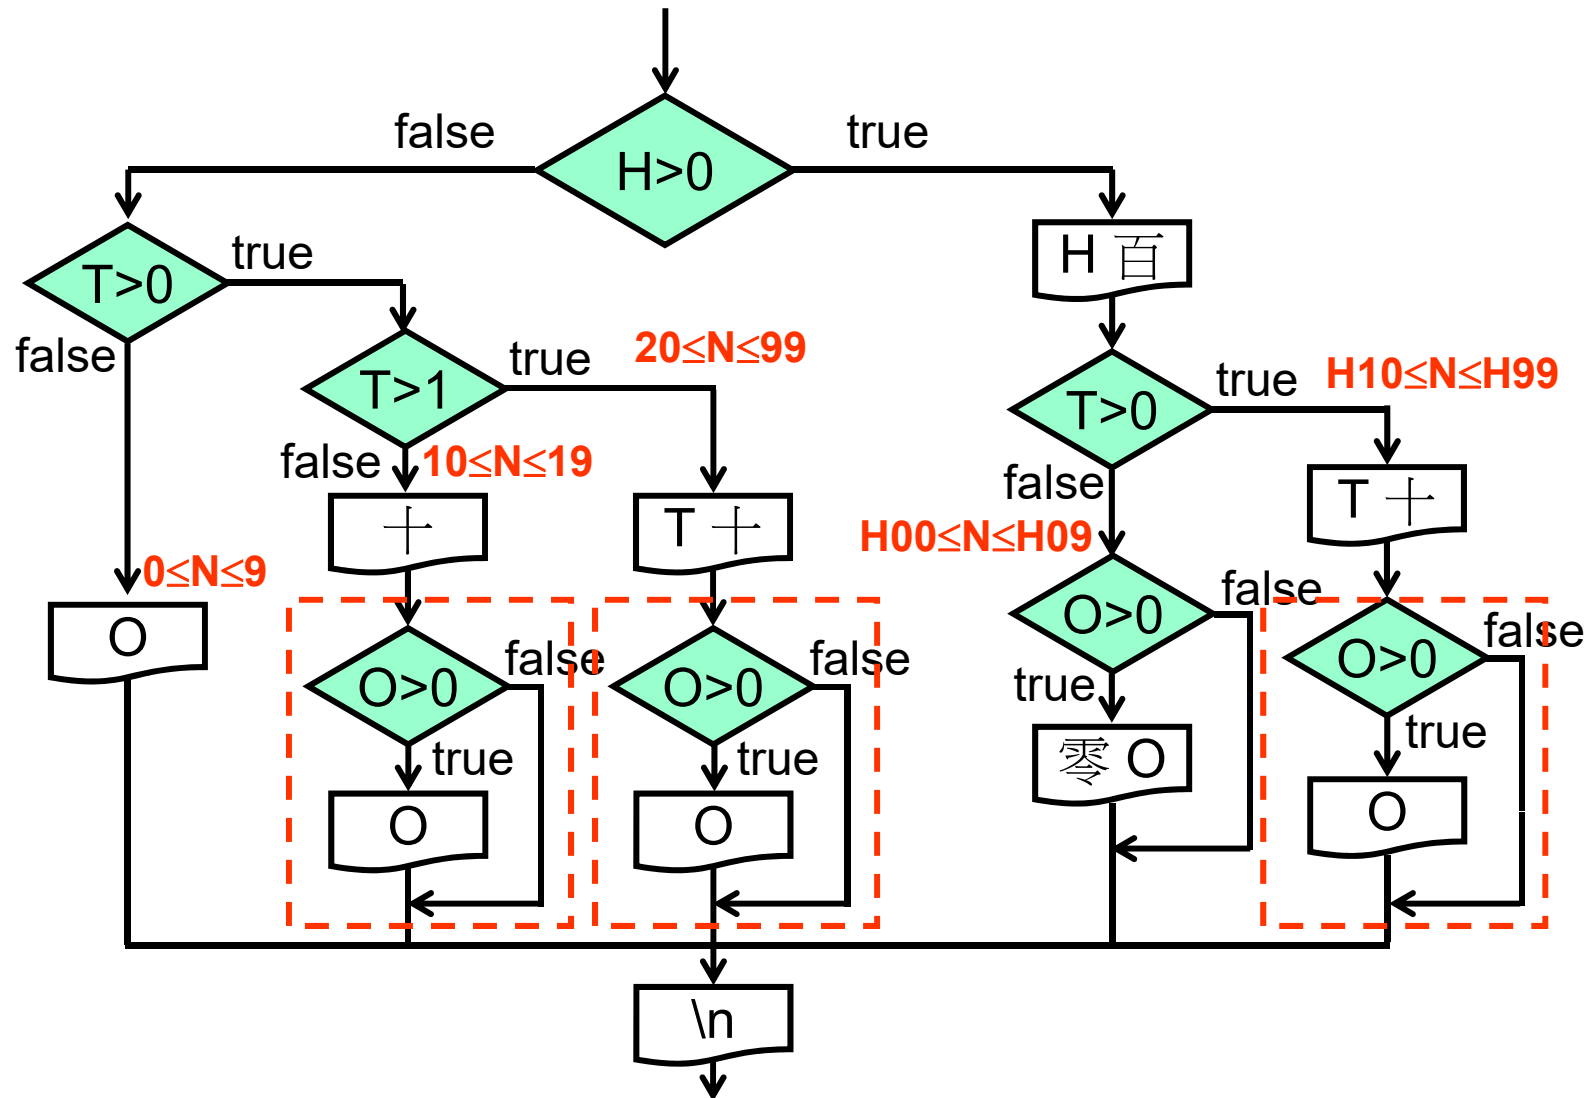 false
true
H>0
true
T>0
H 百
false
true
20≤N≤99
T>1
true
H10≤N≤H99
T>0
false
10≤N≤19
false
十
T 十
T 十
H00≤N≤H09
0≤N≤9
false
O
O>0
false
O>0
false
O>0
O>0
false
true
true
true
零 O
true
O
O
O
\n